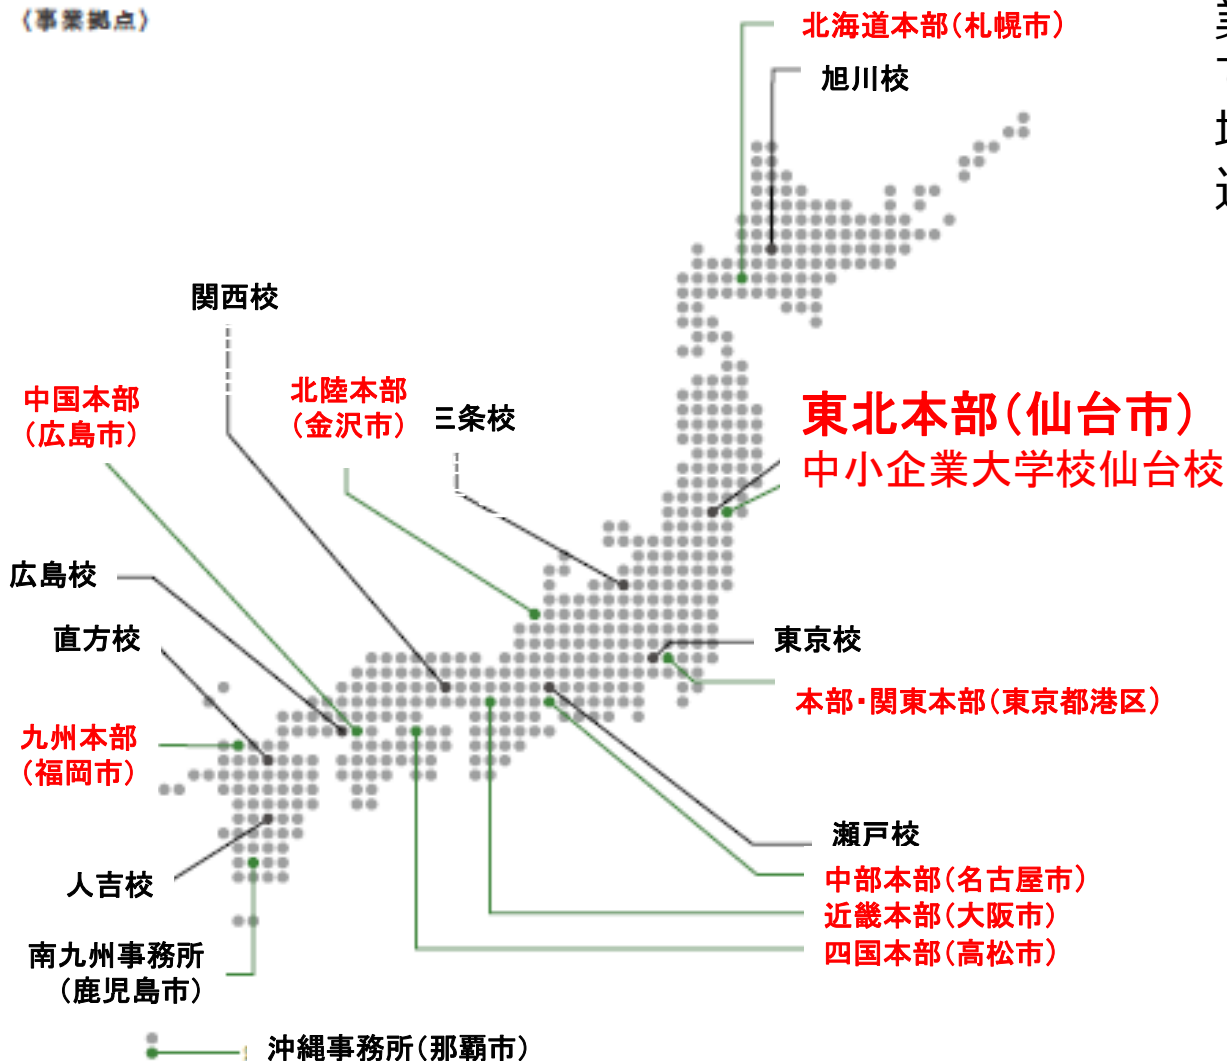 〈事業拠点〉
北海道本部（札幌市）
旭川校
関西校
中国本部
（広島市）
北陸本部
（金沢市）
三条校
東北本部（仙台市）
中小企業大学校仙台校
広島校
直方校
東京校
本部・関東本部（東京都港区）
九州本部
（福岡市）
瀬戸校
人吉校
中部本部（名古屋市）
近畿本部（大阪市）
四国本部（高松市）
南九州事務所
（鹿児島市）
沖縄事務所（那覇市）